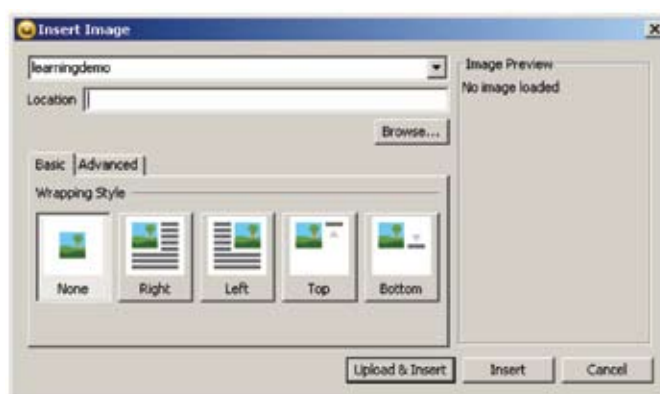 Insert Image
learningdemo
Image Preview
No image loaded
Location
Browse...
Basic
Advanced
Wrapping Style
None
Right
Left
Top
Bottom
Upload & Insert
Insert
Cancel